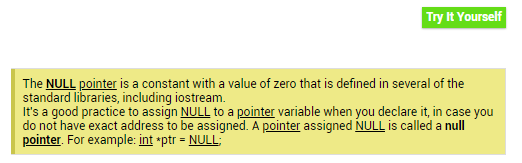 Try It Yourself
The NULL pointer is a constant with a value of zero that is defined in several of the
standard libraries, including iostream.
It's a good practice to assign NULL to a pointer variable when you declare it, in case you
do not have exact address to be assigned. A pointer assigned NULL is called a null
pointer. For example: int *ptr = NULL;